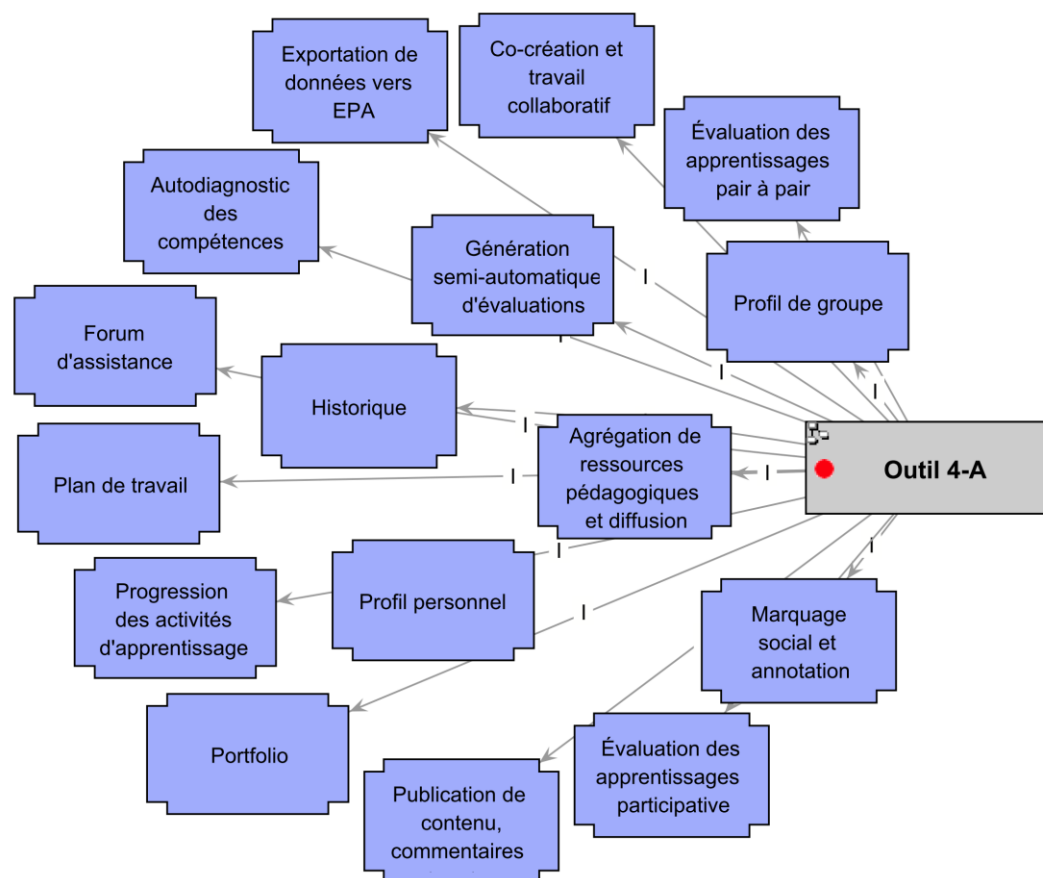 Exportation de
données vers
EPA
Co-création et
travail
collaboratif
Évaluation des
apprentissages
pair à pair
Autodiagnostic
des
compétences
Génération
semi-automatique
d'évaluations
Profil de groupe
I
I
Forum
d'assistance
Historique
I
Agrégation de
ressources
pédagogiques
et diffusion
I
Outil 4-A
Plan de travail
I
I
I
Progression
des activités
d'apprentissage
Profil personnel
I
Marquage
social et
annotation
Portfolio
Évaluation des
apprentissages
participative
Publication de
contenu,
commentaires